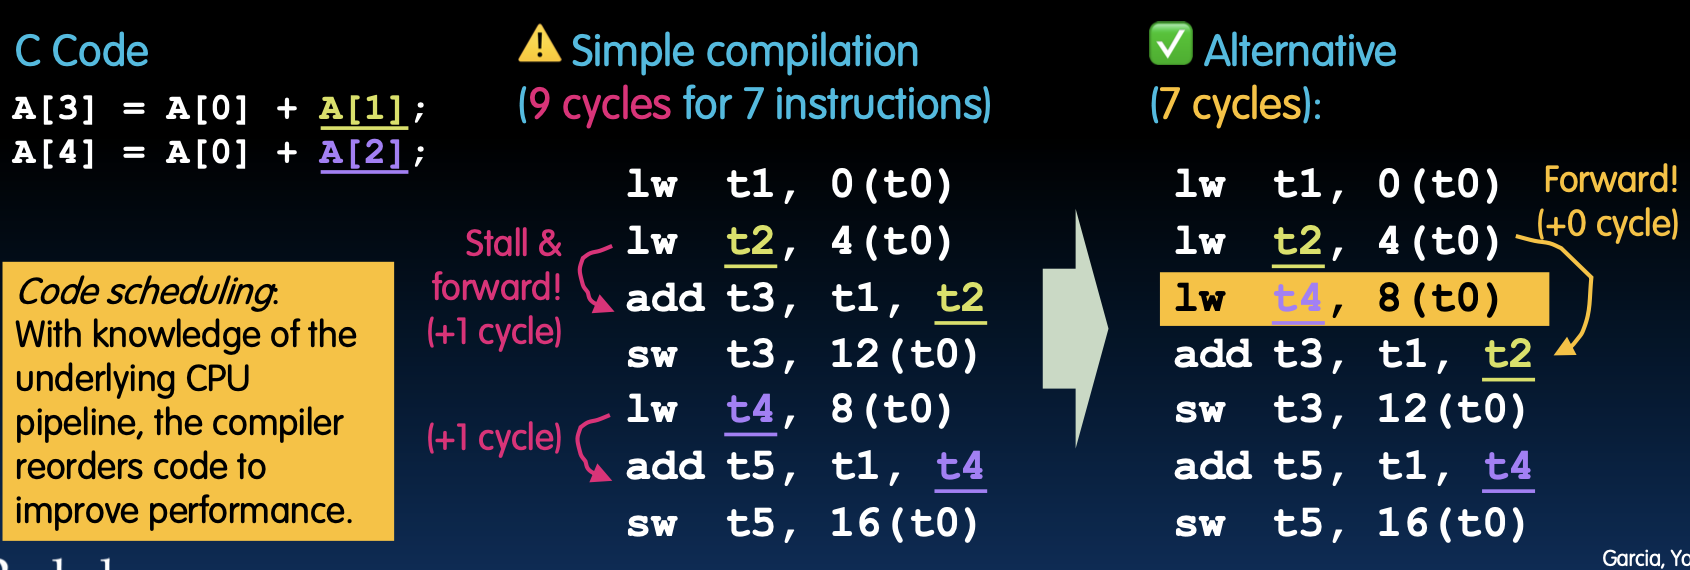 C Code
A[3] = A[0] + A[1];
A[4] = A[0] + A[2];
Code scheduling:
With knowledge of the
underlying CPU
pipeline, the compiler
reorders code to
improve performance.
Simple compilation
(9 cycles for 7 instructions)
Stall &
forward!
(+1 cycle)
(+1 cycle)
lw t1, 0(t0)
lw t2, 4(t0)
add t3, t1, t2
sw t3, 12(t0)
lw t4, 8(t0)
add t5, t1, t4
sw t5, 16(t0)
Alternative
(7 cycles):
lw t1, 0(t0)
lw t2, 4(t0)
lw t4, 8(t0)
add t3, t1, t2
sw t3, 12(t0)
add t5, t1, t4
sw t5, 16(t0)
Forward!
(+0 cycle)
Garcia,